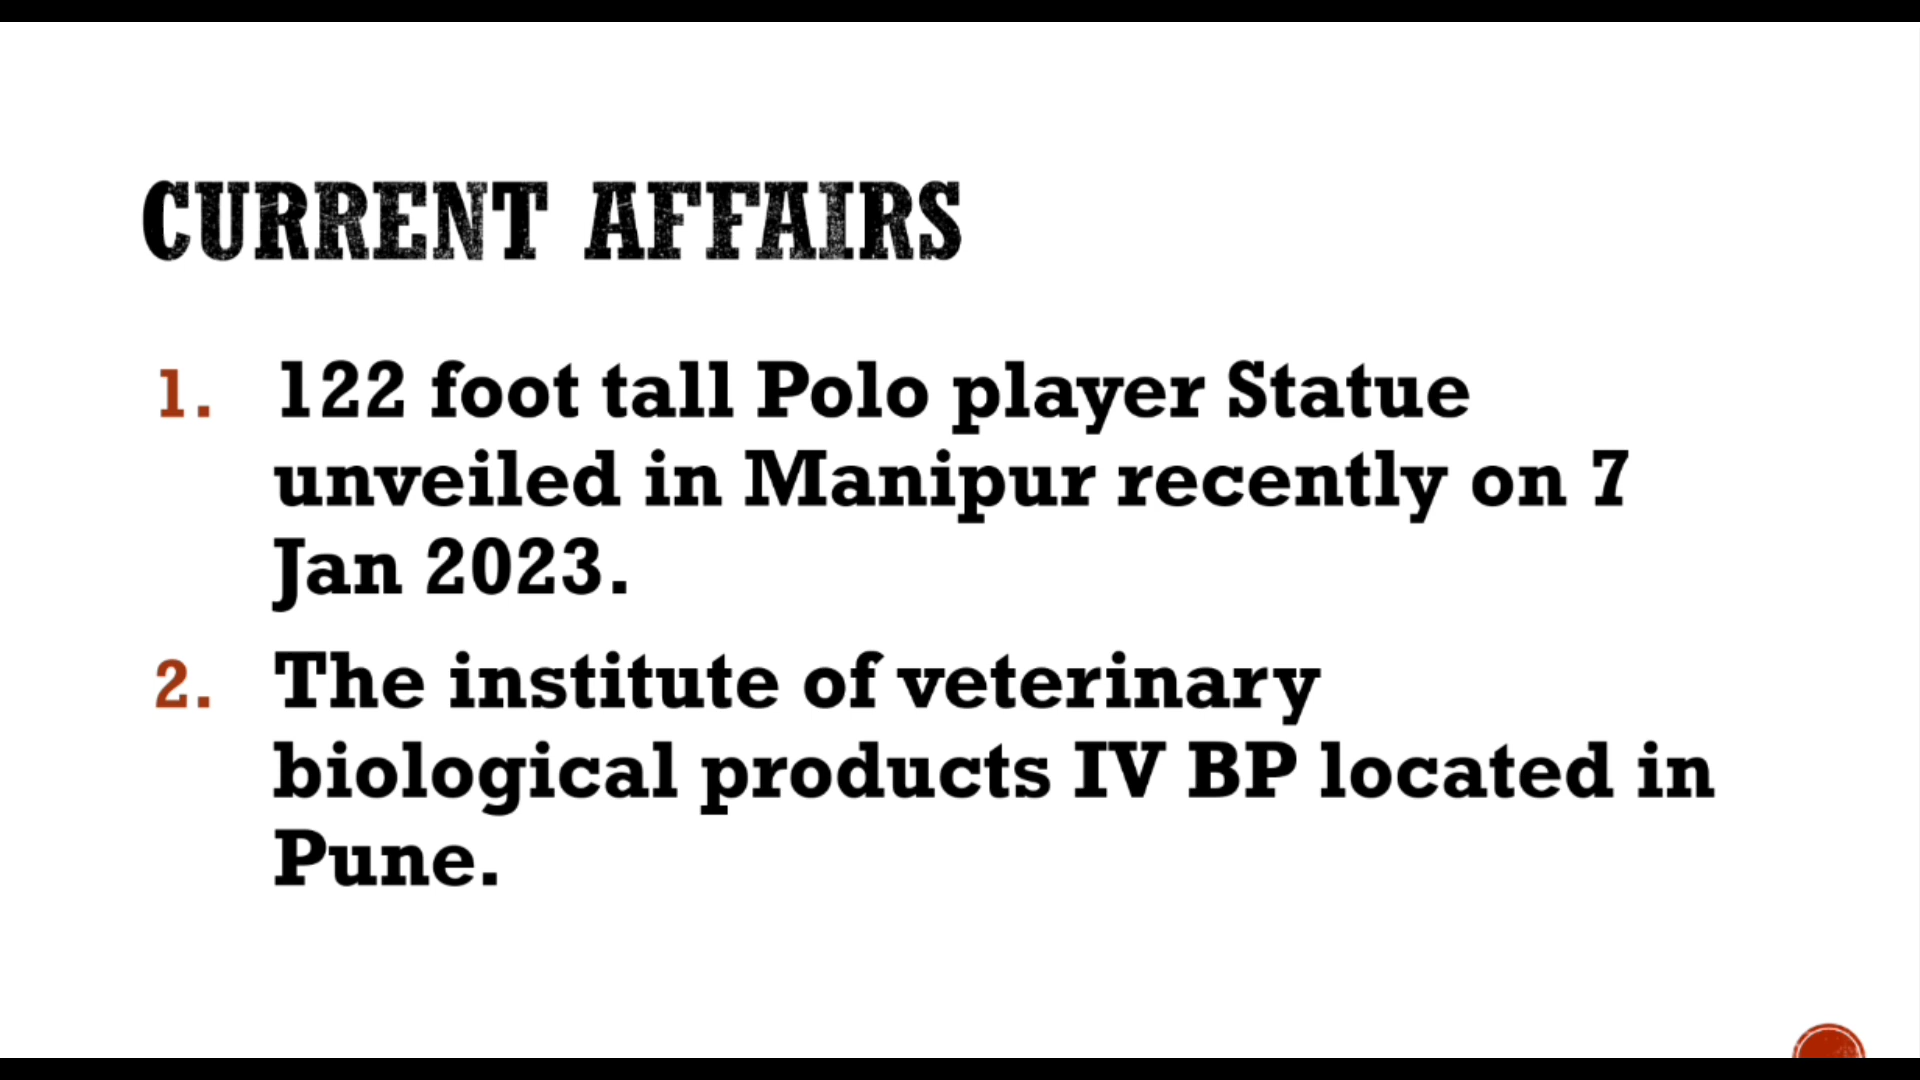 CURRENT AFFAIRS
1. 122 foot tall Polo player Statue
unveiled in Manipur recently on 7
Jan 2023.
2. The institute of veterinary
biological products IV BP located in
Pune.